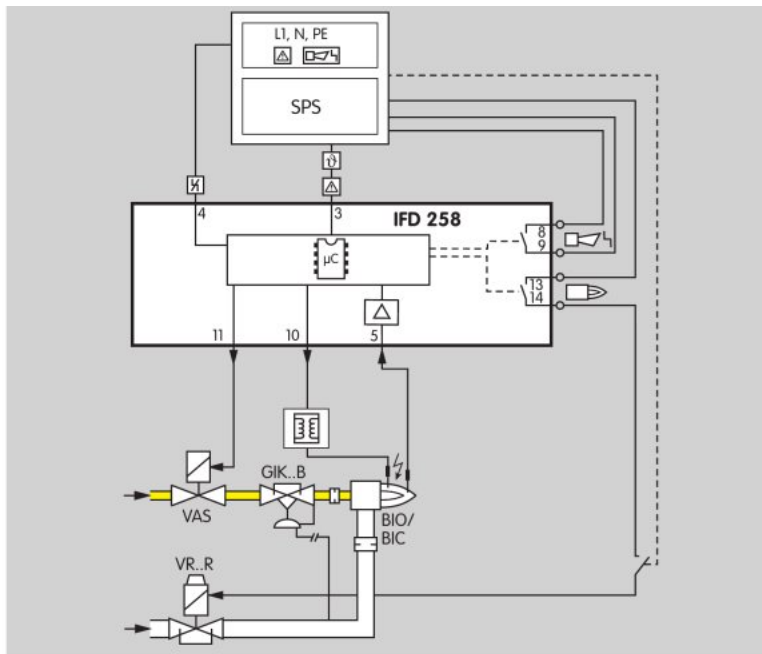 L1, N, PE
SPS
ϑ
4
3
IFD 258
µC
8
9
13
14
11
10
5
GIK..B
VAS
BIO/
BIC
VR..R